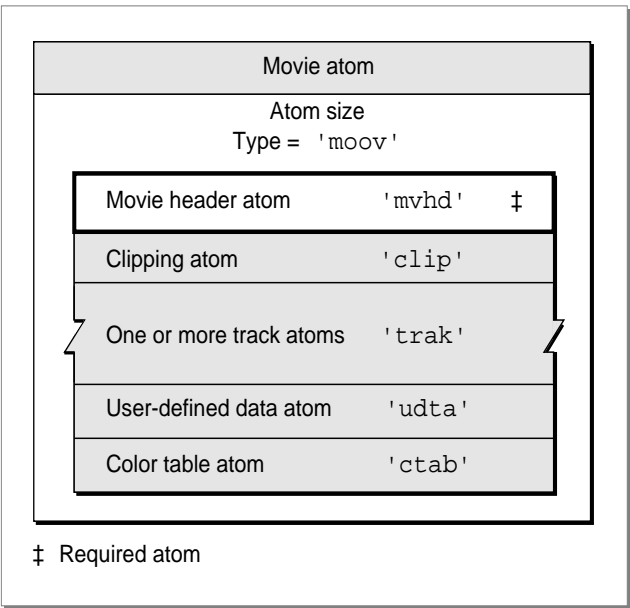 Movie atom
Atom size
Type = 'moov'
Movie header atom 'mvhd' ‡
Clipping atom 'clip'
One or more track atoms 'trak'
User-defined data atom 'udta'
Color table atom 'ctab'
‡ Required atom